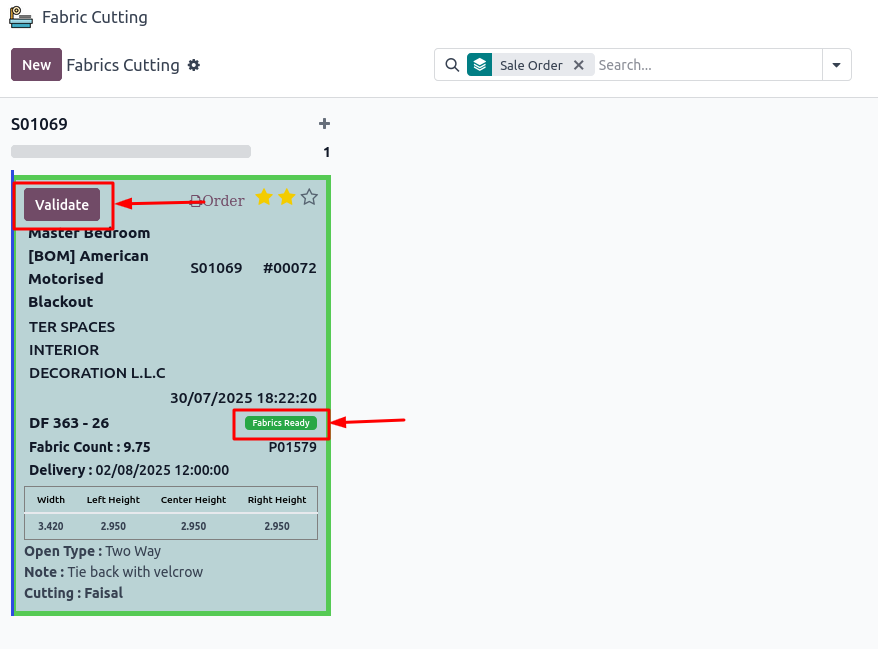 Fabric Cutting
New Fabrics Cutting
Sale Order Search...
S01069
1
Validate Order
Master Bedroom
[BOM] American
Motorised
Blackout
S01069 #00072
TER SPACES
INTERIOR
DECORATION L.L.C
30/07/2025 18:22:20
DF 363 - 26 Fabrics Ready
Fabric Count : 9.75 P01579
Delivery : 02/08/2025 12:00:00
Width Left Height Center Height Right Height
3.420 2.950 2.950 2.950
Open Type : Two Way
Note : Tie back with velcrow
Cutting : Faisal